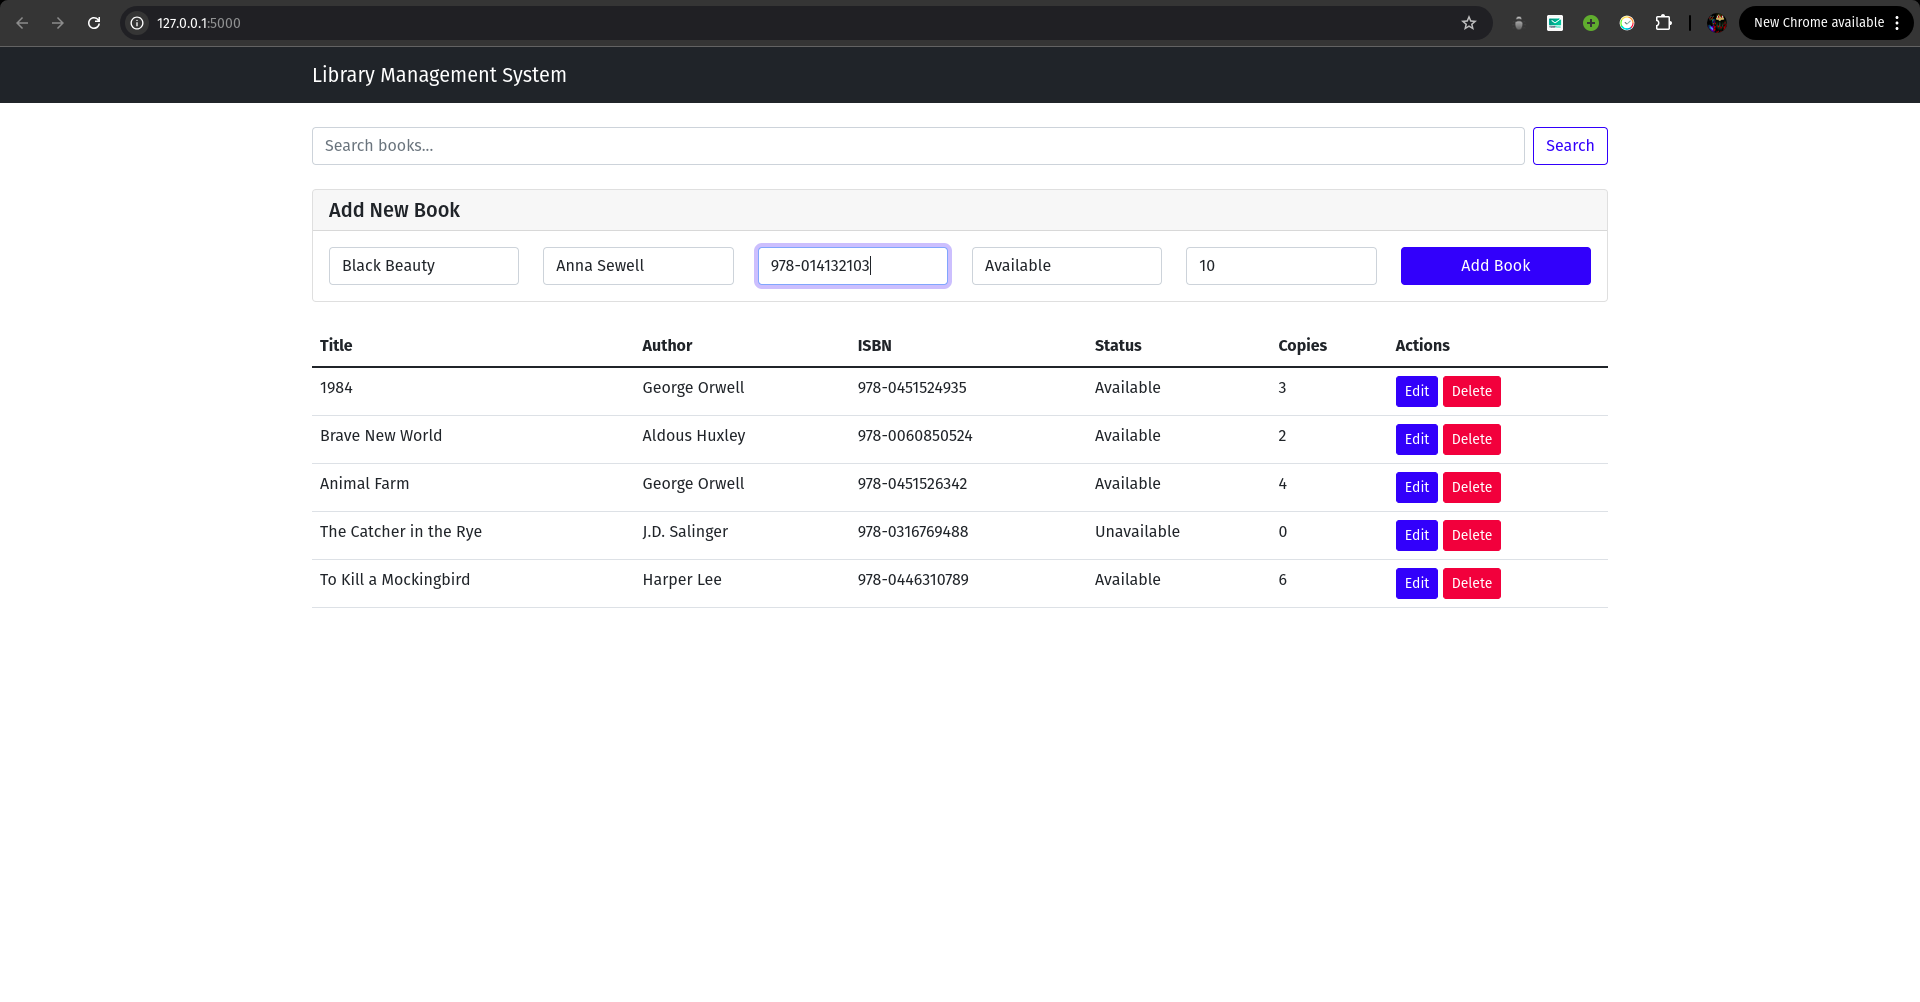 127.0.0.1:5000
New Chrome available
Library Management System
Search books...
Search
Add New Book
Black Beauty Anna Sewell 978-014132103 Available 10 Add Book
Title Author ISBN Status Copies Actions
1984 George Orwell 978-0451524935 Available 3 Edit Delete
Brave New World Aldous Huxley 978-0060850524 Available 2 Edit Delete
Animal Farm George Orwell 978-0451526342 Available 4 Edit Delete
The Catcher in the Rye J.D. Salinger 978-0316769488 Unavailable 0 Edit Delete
To Kill a Mockingbird Harper Lee 978-0446310789 Available 6 Edit Delete